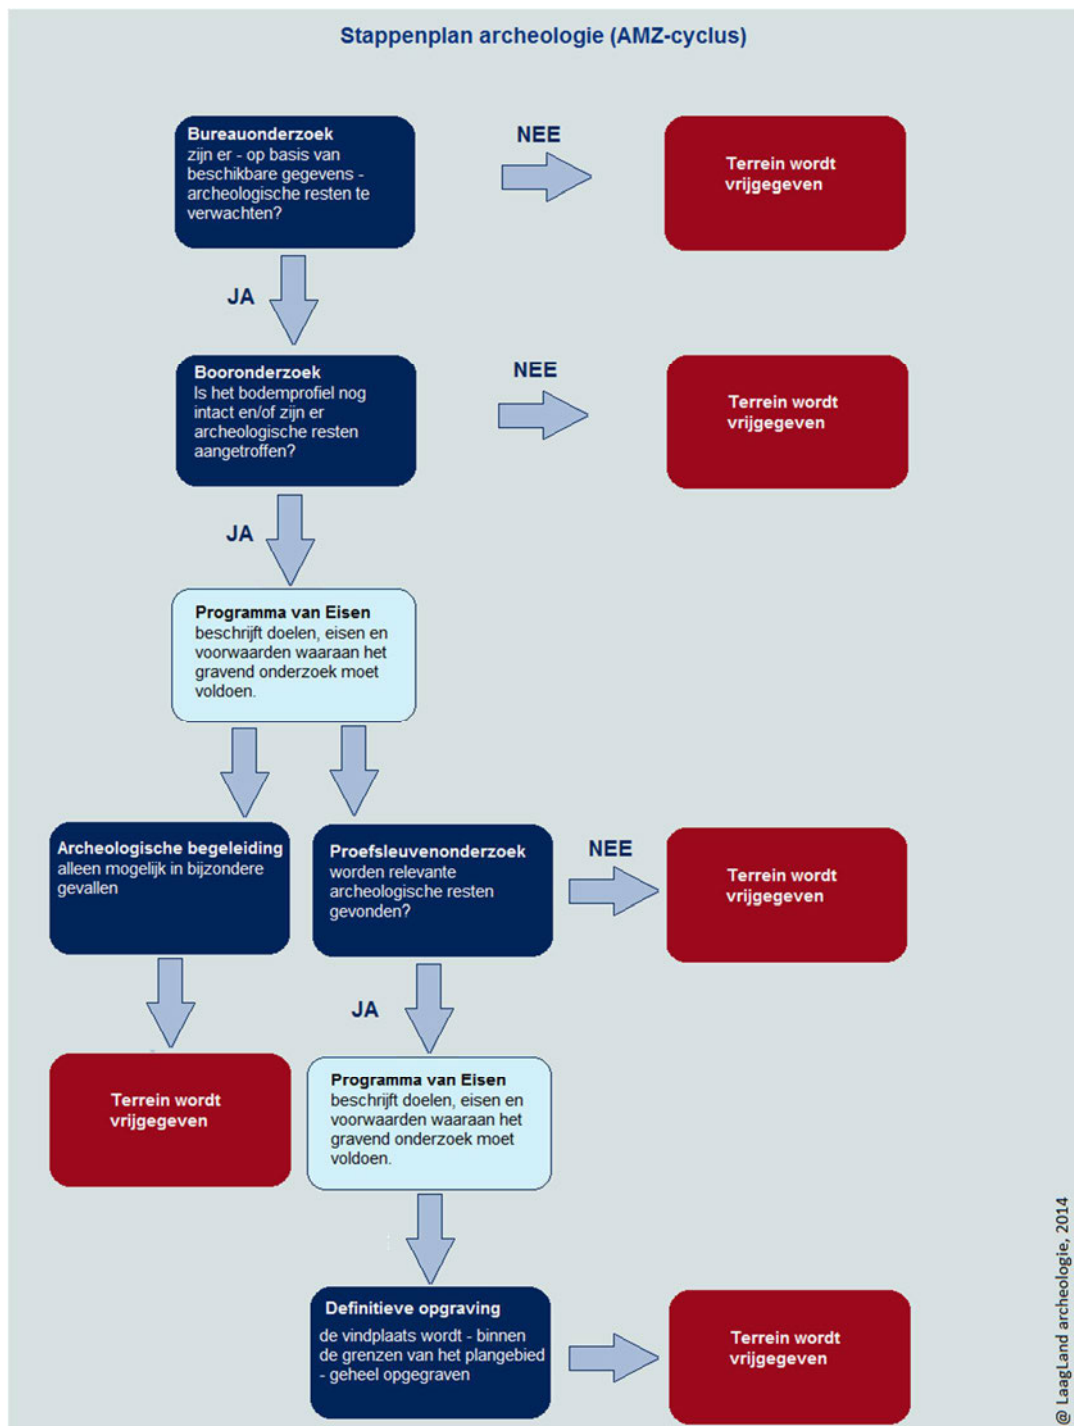 Stappenplan archeologie (AMZ-cyclus)
Bureauonderzoek
zijn er - op basis van
beschikbare gegevens -
archeologische resten te
verwachten?
NEE
Terrein wordt
vrijgegeven
JA
Booronderzoek
Is het bodemprofiel nog
intact en/of zijn er
archeologische resten
aangetroffen?
NEE
Terrein wordt
vrijgegeven
JA
Programma van Eisen
beschrijft doelen, eisen en
voorwaarden waaraan het
gravend onderzoek moet
voldoen.
Archeologische begeleiding
alleen mogelijk in bijzondere
gevallen
Proefsleuvenonderzoek
worden relevante
archeologische resten
gevonden?
NEE
Terrein wordt
vrijgegeven
JA
Terrein wordt
vrijgegeven
Programma van Eisen
beschrijft doelen, eisen en
voorwaarden waaraan het
gravend onderzoek moet
voldoen.
Definitieve opgraving
de vindplaats wordt - binnen
de grenzen van het plangebied
- geheel opgegraven
Terrein wordt
vrijgegeven
@ LaagLand archeologie, 2014